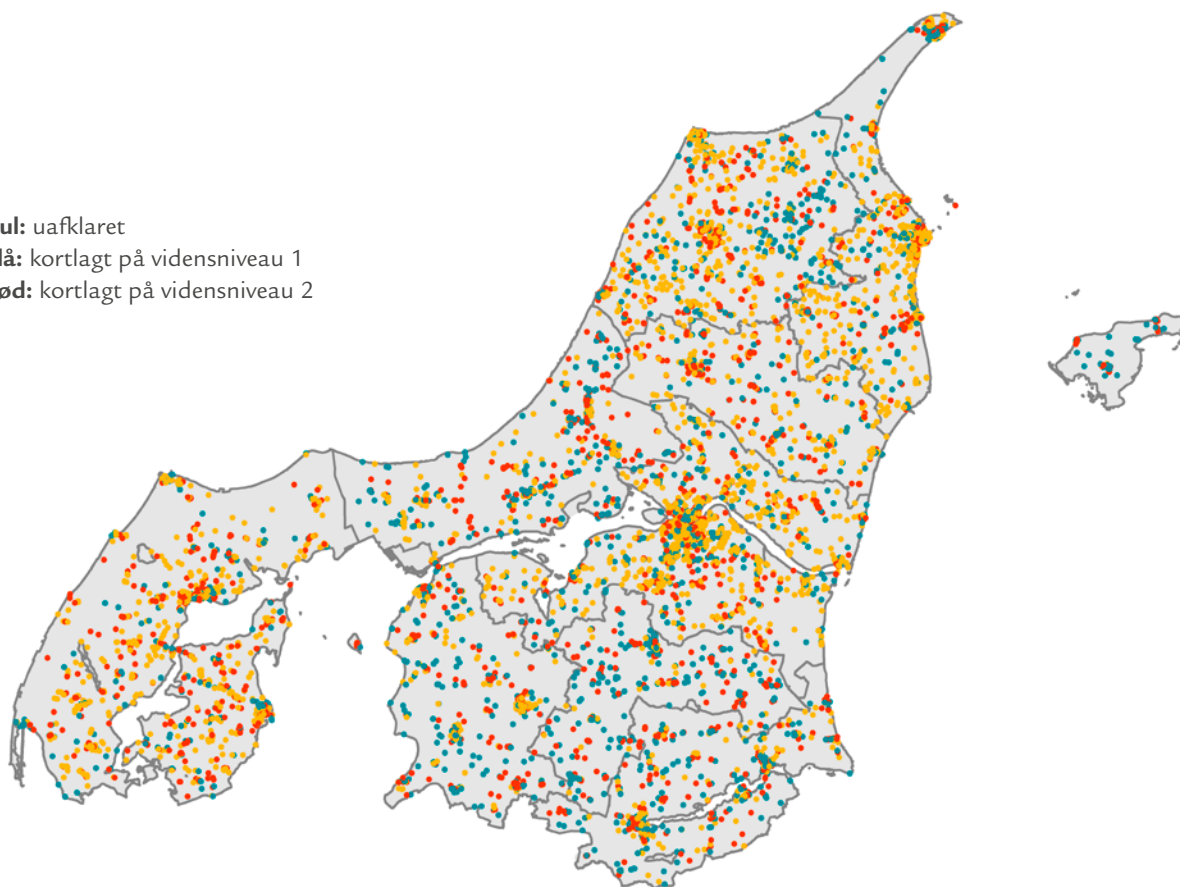 ul: uafklaret
lå: kortlagt på vidensniveau 1
ød: kortlagt på vidensniveau 2